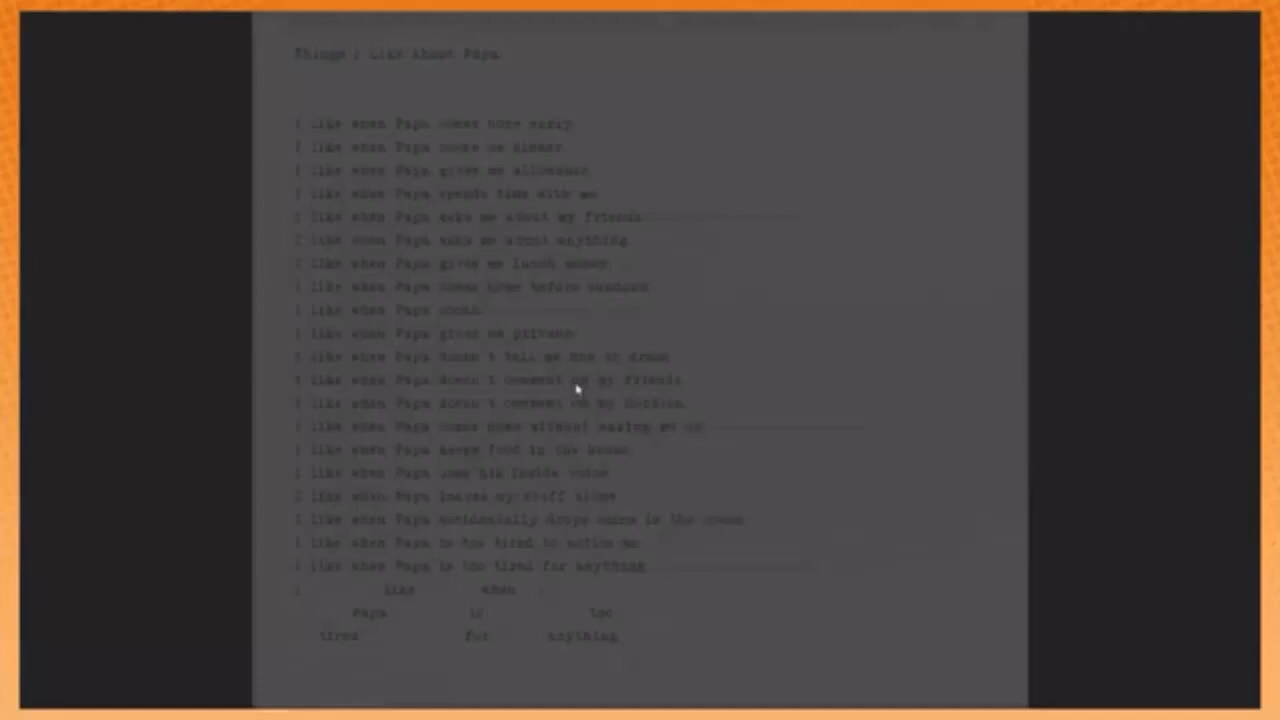 Things I Like About Papa
I like when Papa comes home early
I like when Papa cooks me dinner
I like when Papa gives me allowance
I like when Papa spends time with me
I like when Papa asks me about my friends
I like when Papa asks me about anything
I like when Papa gives me lunch money
I like when Papa comes home before sundown
I like when Papa cooks
I like when Papa gives me privacy
I like when Papa doesn't tell me how to dress
I like when Papa doesn't comment on my friends
I like when Papa doesn't comment on my
I like when Papa comes home without waking me up
I like when Papa keeps food in the house
I like when Papa uses his inside voice
I like when Papa leaves my stuff alone
I like when Papa accidentally drops coins in the
I like when Papa is too tired to notice me
I like when Papa is too tired for anything
I like when
Papa is too
tired for anything